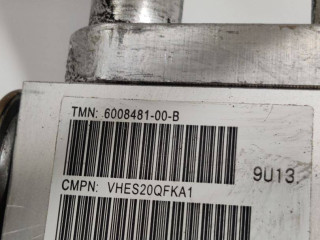 TMN: 6008481-00-B
9U13
CMPN: VHES20QFKA1